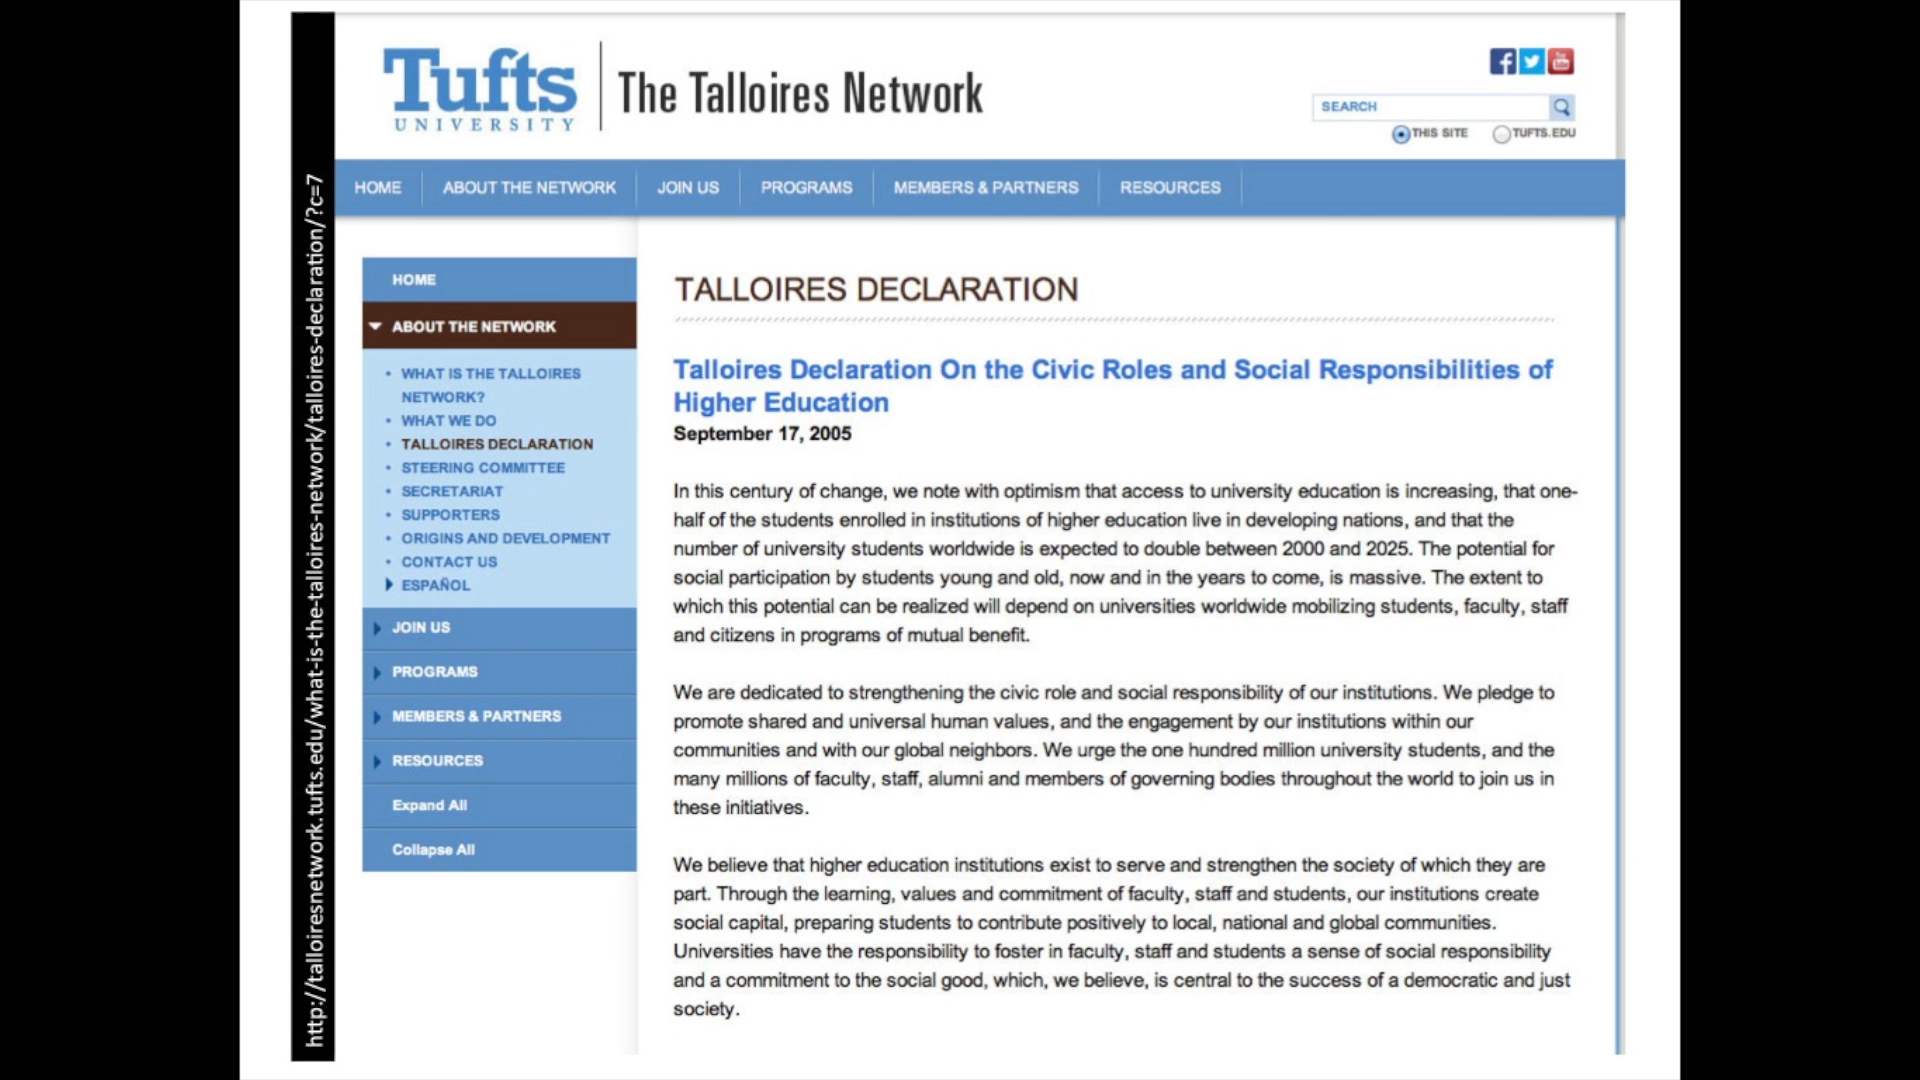 http://talloiresnetwork.tufts.edu/what-is-the-talloires-network/talloires-declaration/?c=7
Tufts
UNIVERSITY
The Talloires Network
SEARCH
THIS SITE TUFTS.EDU
HOME ABOUT THE NETWORK JOIN US PROGRAMS MEMBERS & PARTNERS RESOURCES
HOME
ABOUT THE NETWORK
• WHAT IS THE TALLOIRES
NETWORK?
• WHAT WE DO
• TALLOIRES DECLARATION
• STEERING COMMITTEE
• SECRETARIAT
• SUPPORTERS
• ORIGINS AND DEVELOPMENT
• CONTACT US
ESPAÑOL
JOIN US
PROGRAMS
MEMBERS & PARTNERS
RESOURCES
Expand All
Collapse All
TALLOIRES DECLARATION
Talloires Declaration On the Civic Roles and Social Responsibilities of
Higher Education
September 17, 2005
In this century of change, we note with optimism that access to university education is increasing, that one-
half of the students enrolled in institutions of higher education live in developing nations, and that the
number of university students worldwide is expected to double between 2000 and 2025. The potential for
social participation by students young and old, now and in the years to come, is massive. The extent to
which this potential can be realized will depend on universities worldwide mobilizing students, faculty, staff
and citizens in programs of mutual benefit.
We are dedicated to strengthening the civic role and social responsibility of our institutions. We pledge to
promote shared and universal human values, and the engagement by our institutions within our
communities and with our global neighbors. We urge the one hundred million university students, and the
many millions of faculty, staff, alumni and members of governing bodies throughout the world to join us in
these initiatives.
We believe that higher education institutions exist to serve and strengthen the society of which they are
part. Through the learning, values and commitment of faculty, staff and students, our institutions create
social capital, preparing students to contribute positively to local, national and global communities.
Universities have the responsibility to foster in faculty, staff and students a sense of social responsibility
and a commitment to the social good, which, we believe, is central to the success of a democratic and just
society.